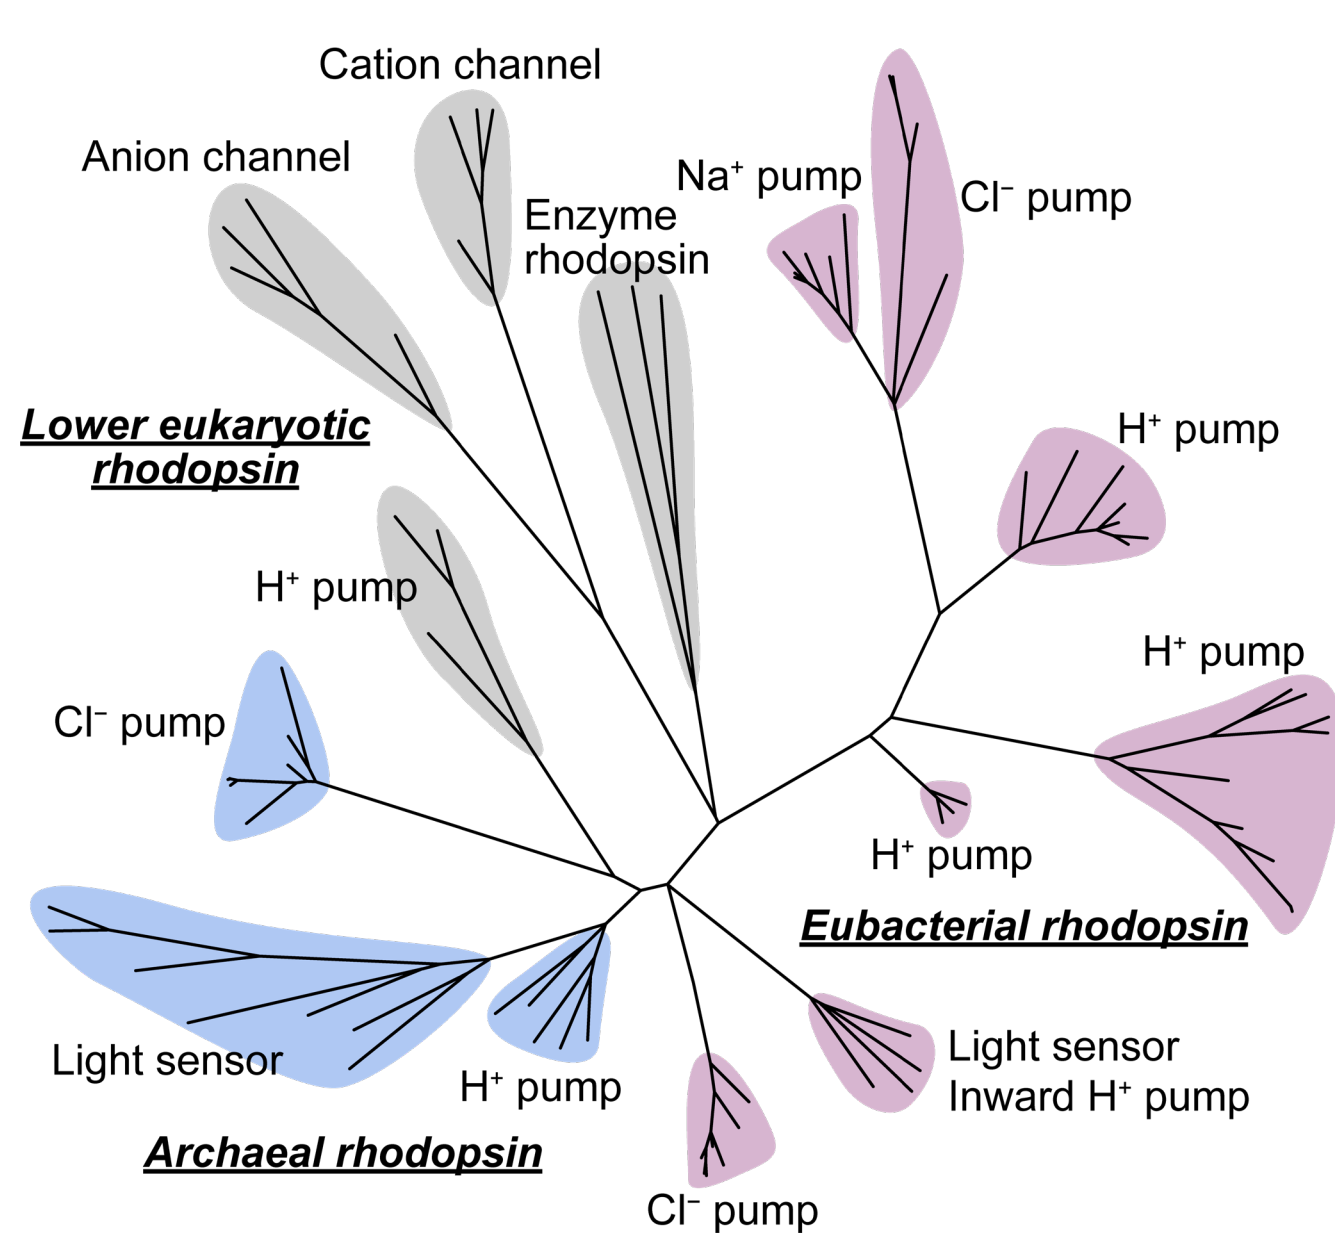 Cation channel
Anion channel
Na⁺ pump
Cl⁻ pump
Enzyme
rhodopsin
Lower eukaryotic
rhodopsin
H⁺ pump
H⁺ pump
H⁺ pump
Cl⁻ pump
H⁺ pump
Eubacterial rhodopsin
Light sensor
H⁺ pump
Light sensor
Inward H⁺ pump
Archaeal rhodopsin
Cl⁻ pump